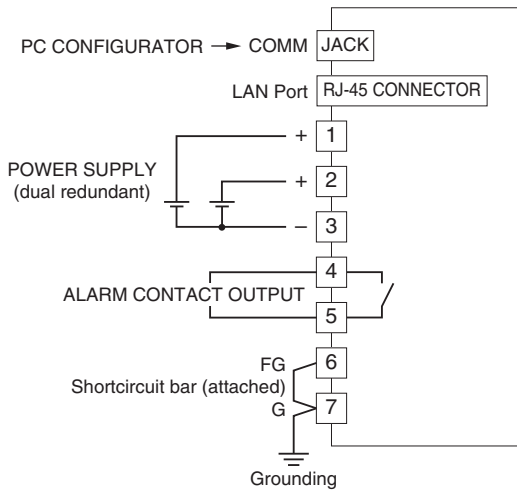 PC CONFIGURATOR → COMM JACK
LAN Port RJ-45 CONNECTOR
+ 1
POWER SUPPLY
(dual redundant)
+ 2
– 3
4
ALARM CONTACT OUTPUT
5
FG 6
Shortcircuit bar (attached)
G 7
Grounding